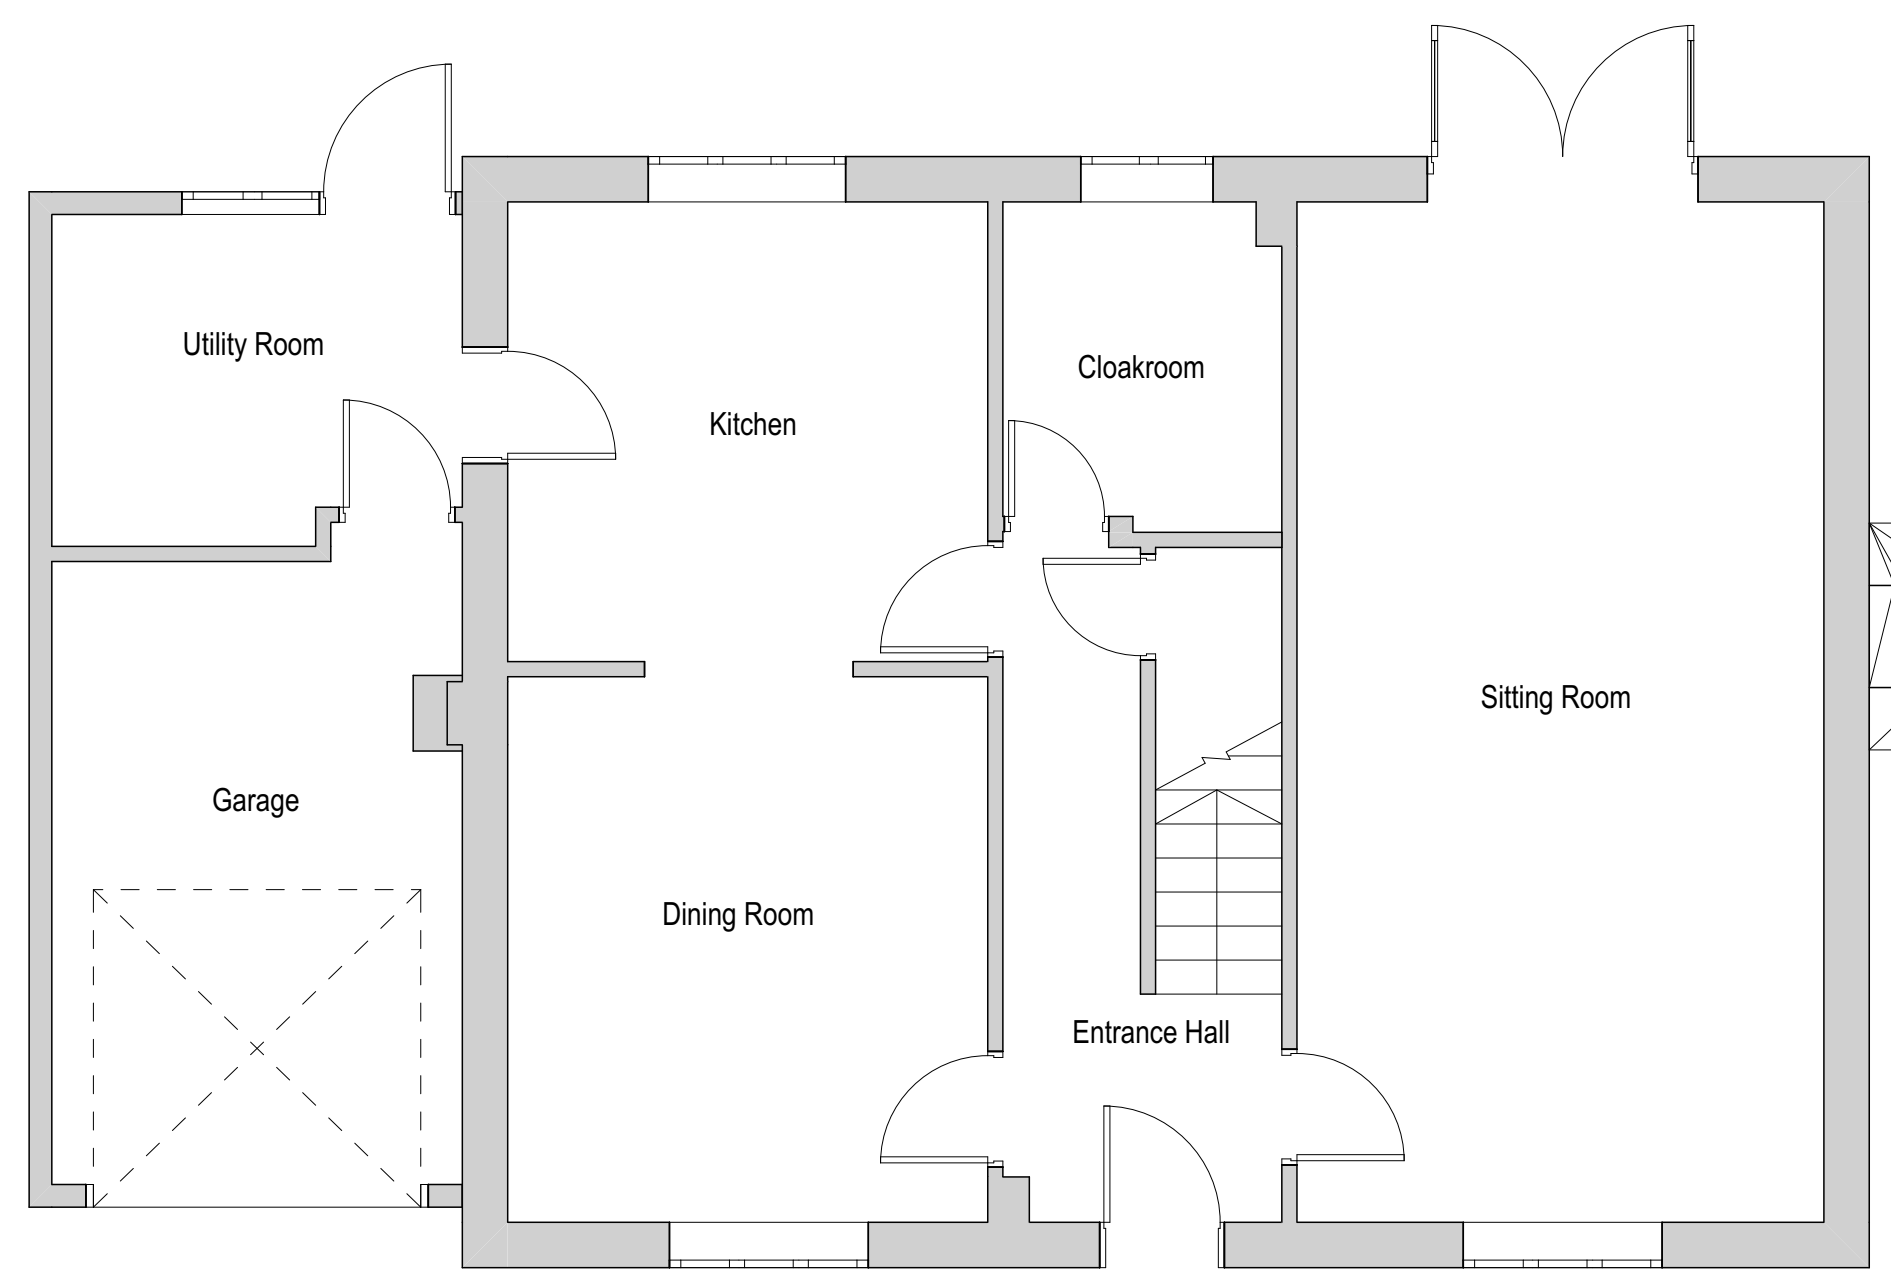 Utility Room
Cloakroom
Kitchen
Sitting Room
Garage
Dining Room
Entrance Hall